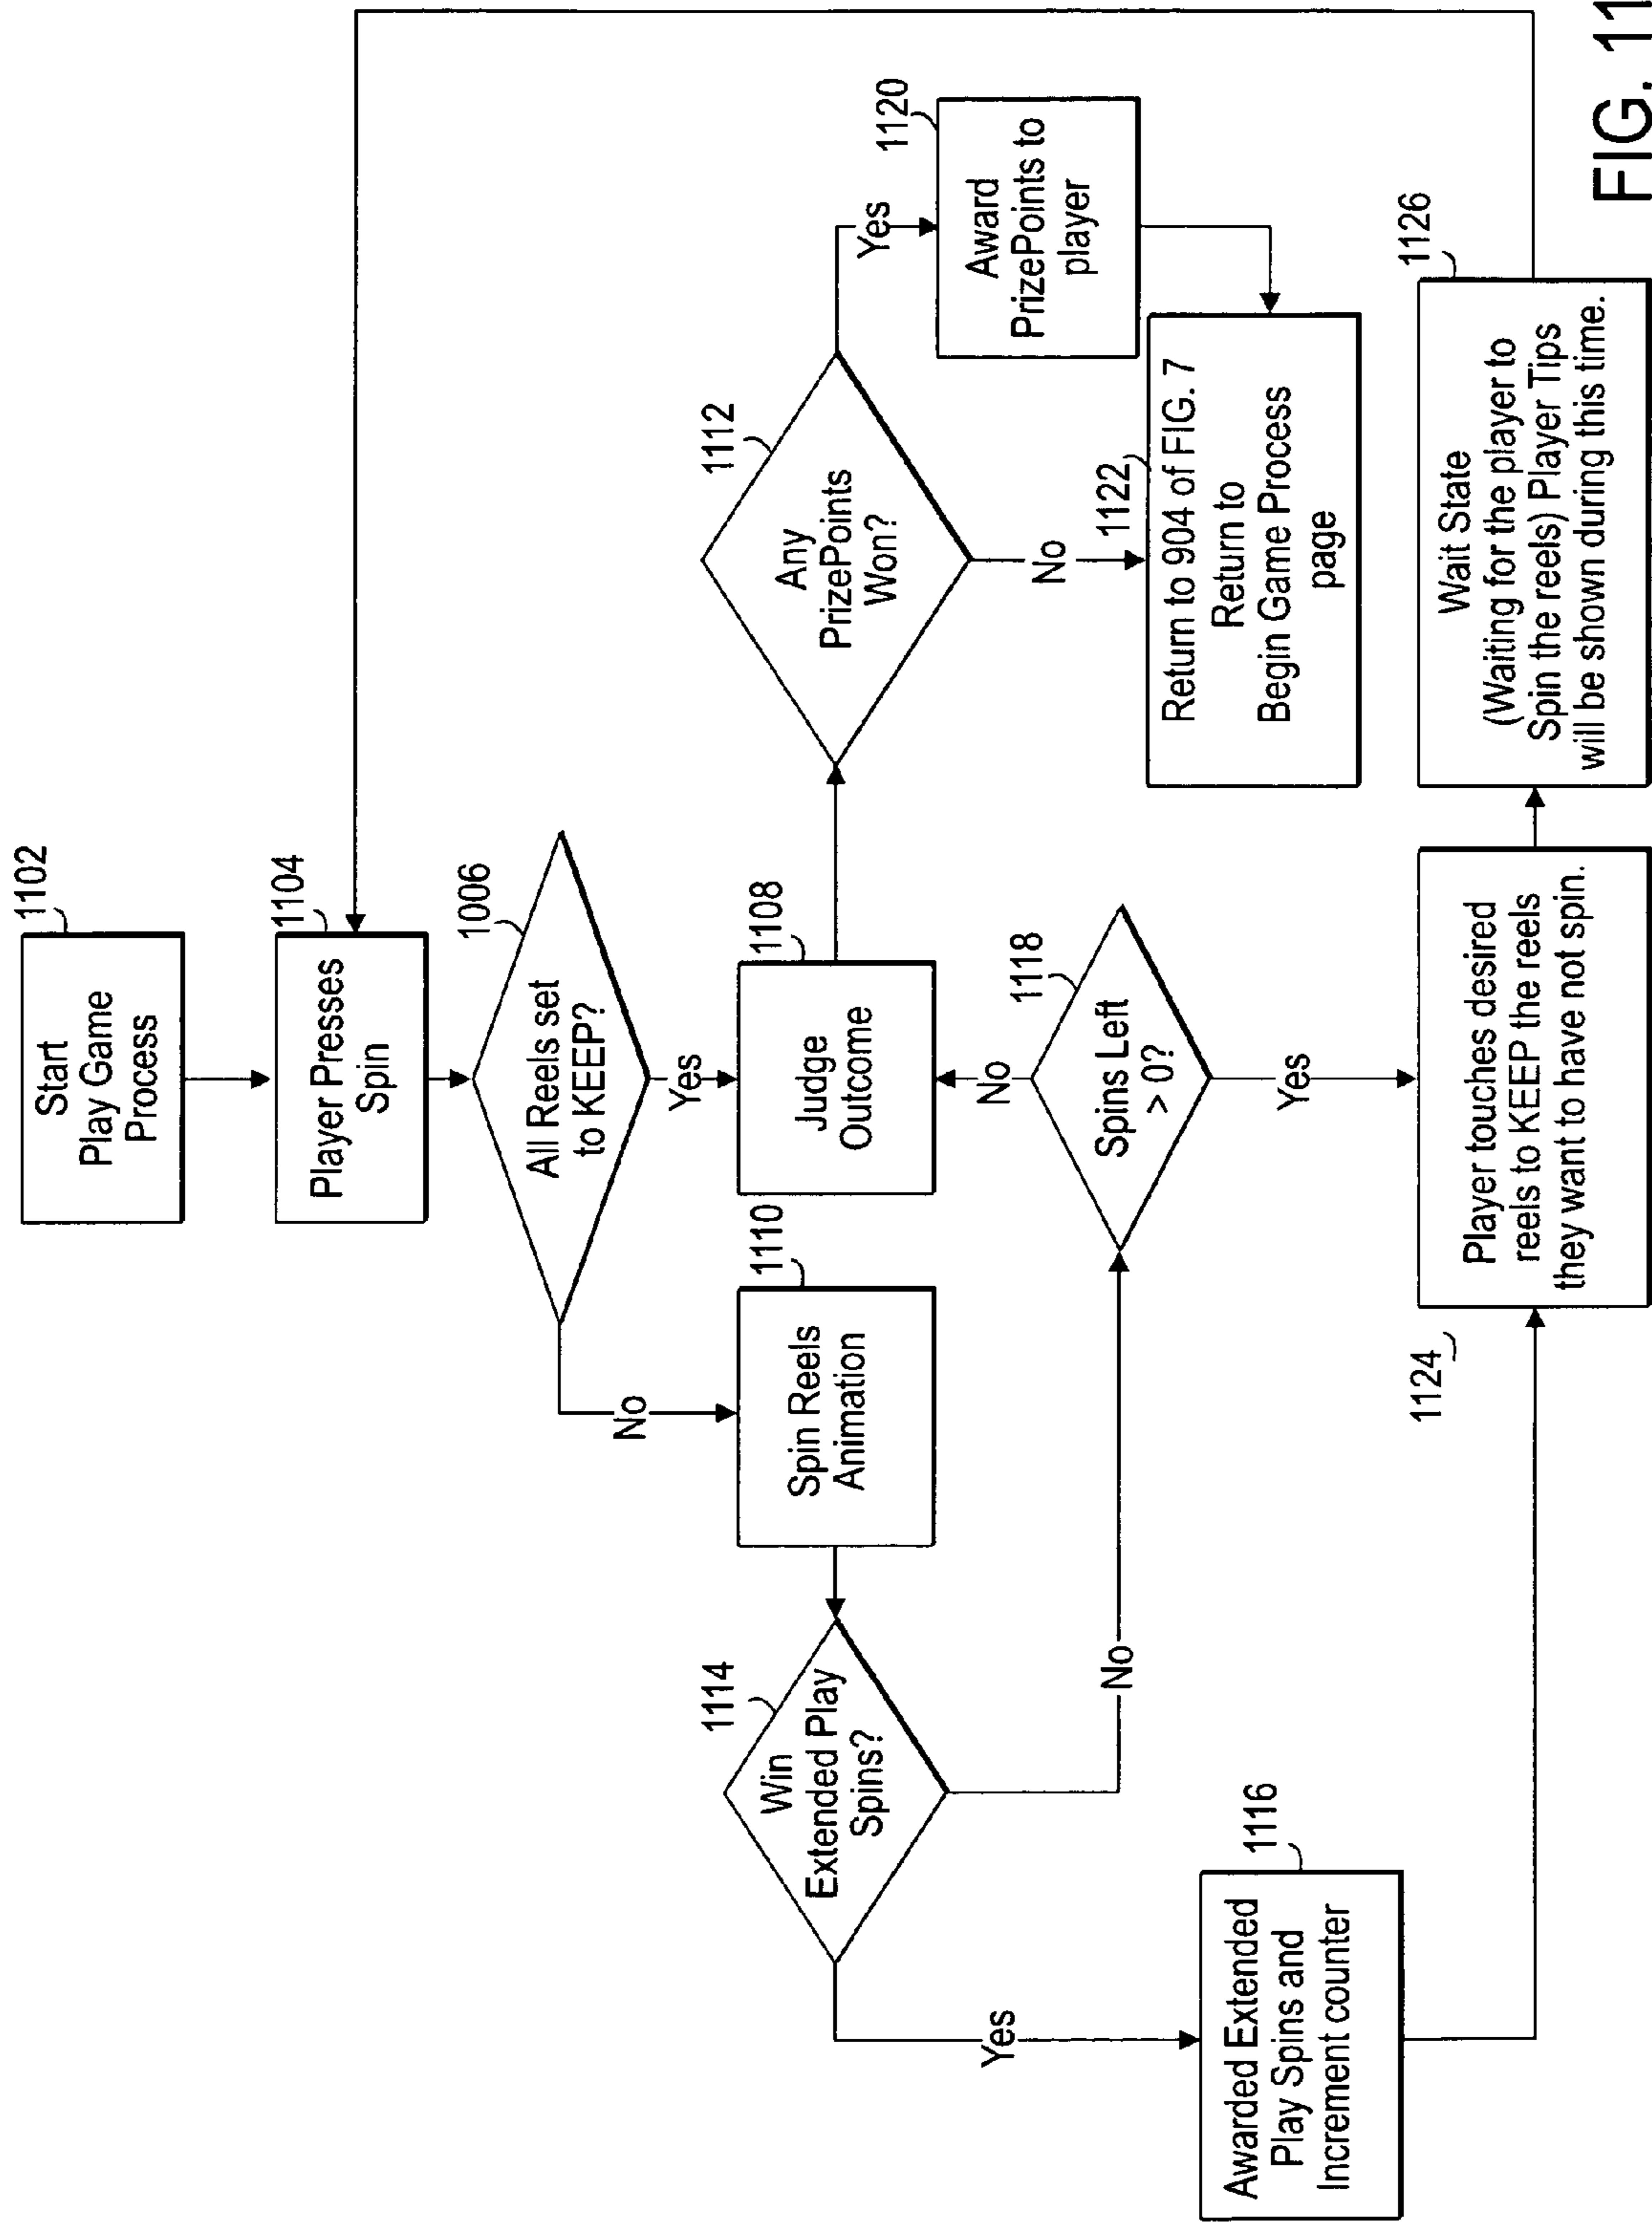 1102
Start
Play Game
Process
1104
Player Presses
Spin
1006
All Reels set
to KEEP?
No
Yes
1110
Spin Reels
Animation
1108
Judge
Outcome
1112
Any
PrizePoints
Won?
Yes
1120
Award
PrizePoints to
player
No
1122
Return to 904 of FIG. 7
Return to
Begin Game Process
page
1114
Win
Extended Play
Spins?
No
Yes
1118
Spins Left
> 0?
No
Yes
1116
Awarded Extended
Play Spins and
Increment counter
1124
Player touches desired
reels to KEEP the reels
they want to have not spin.
1126
Wait State
(Waiting for the player to
Spin the reels) Player Tips
will be shown during this time.
FIG. 11